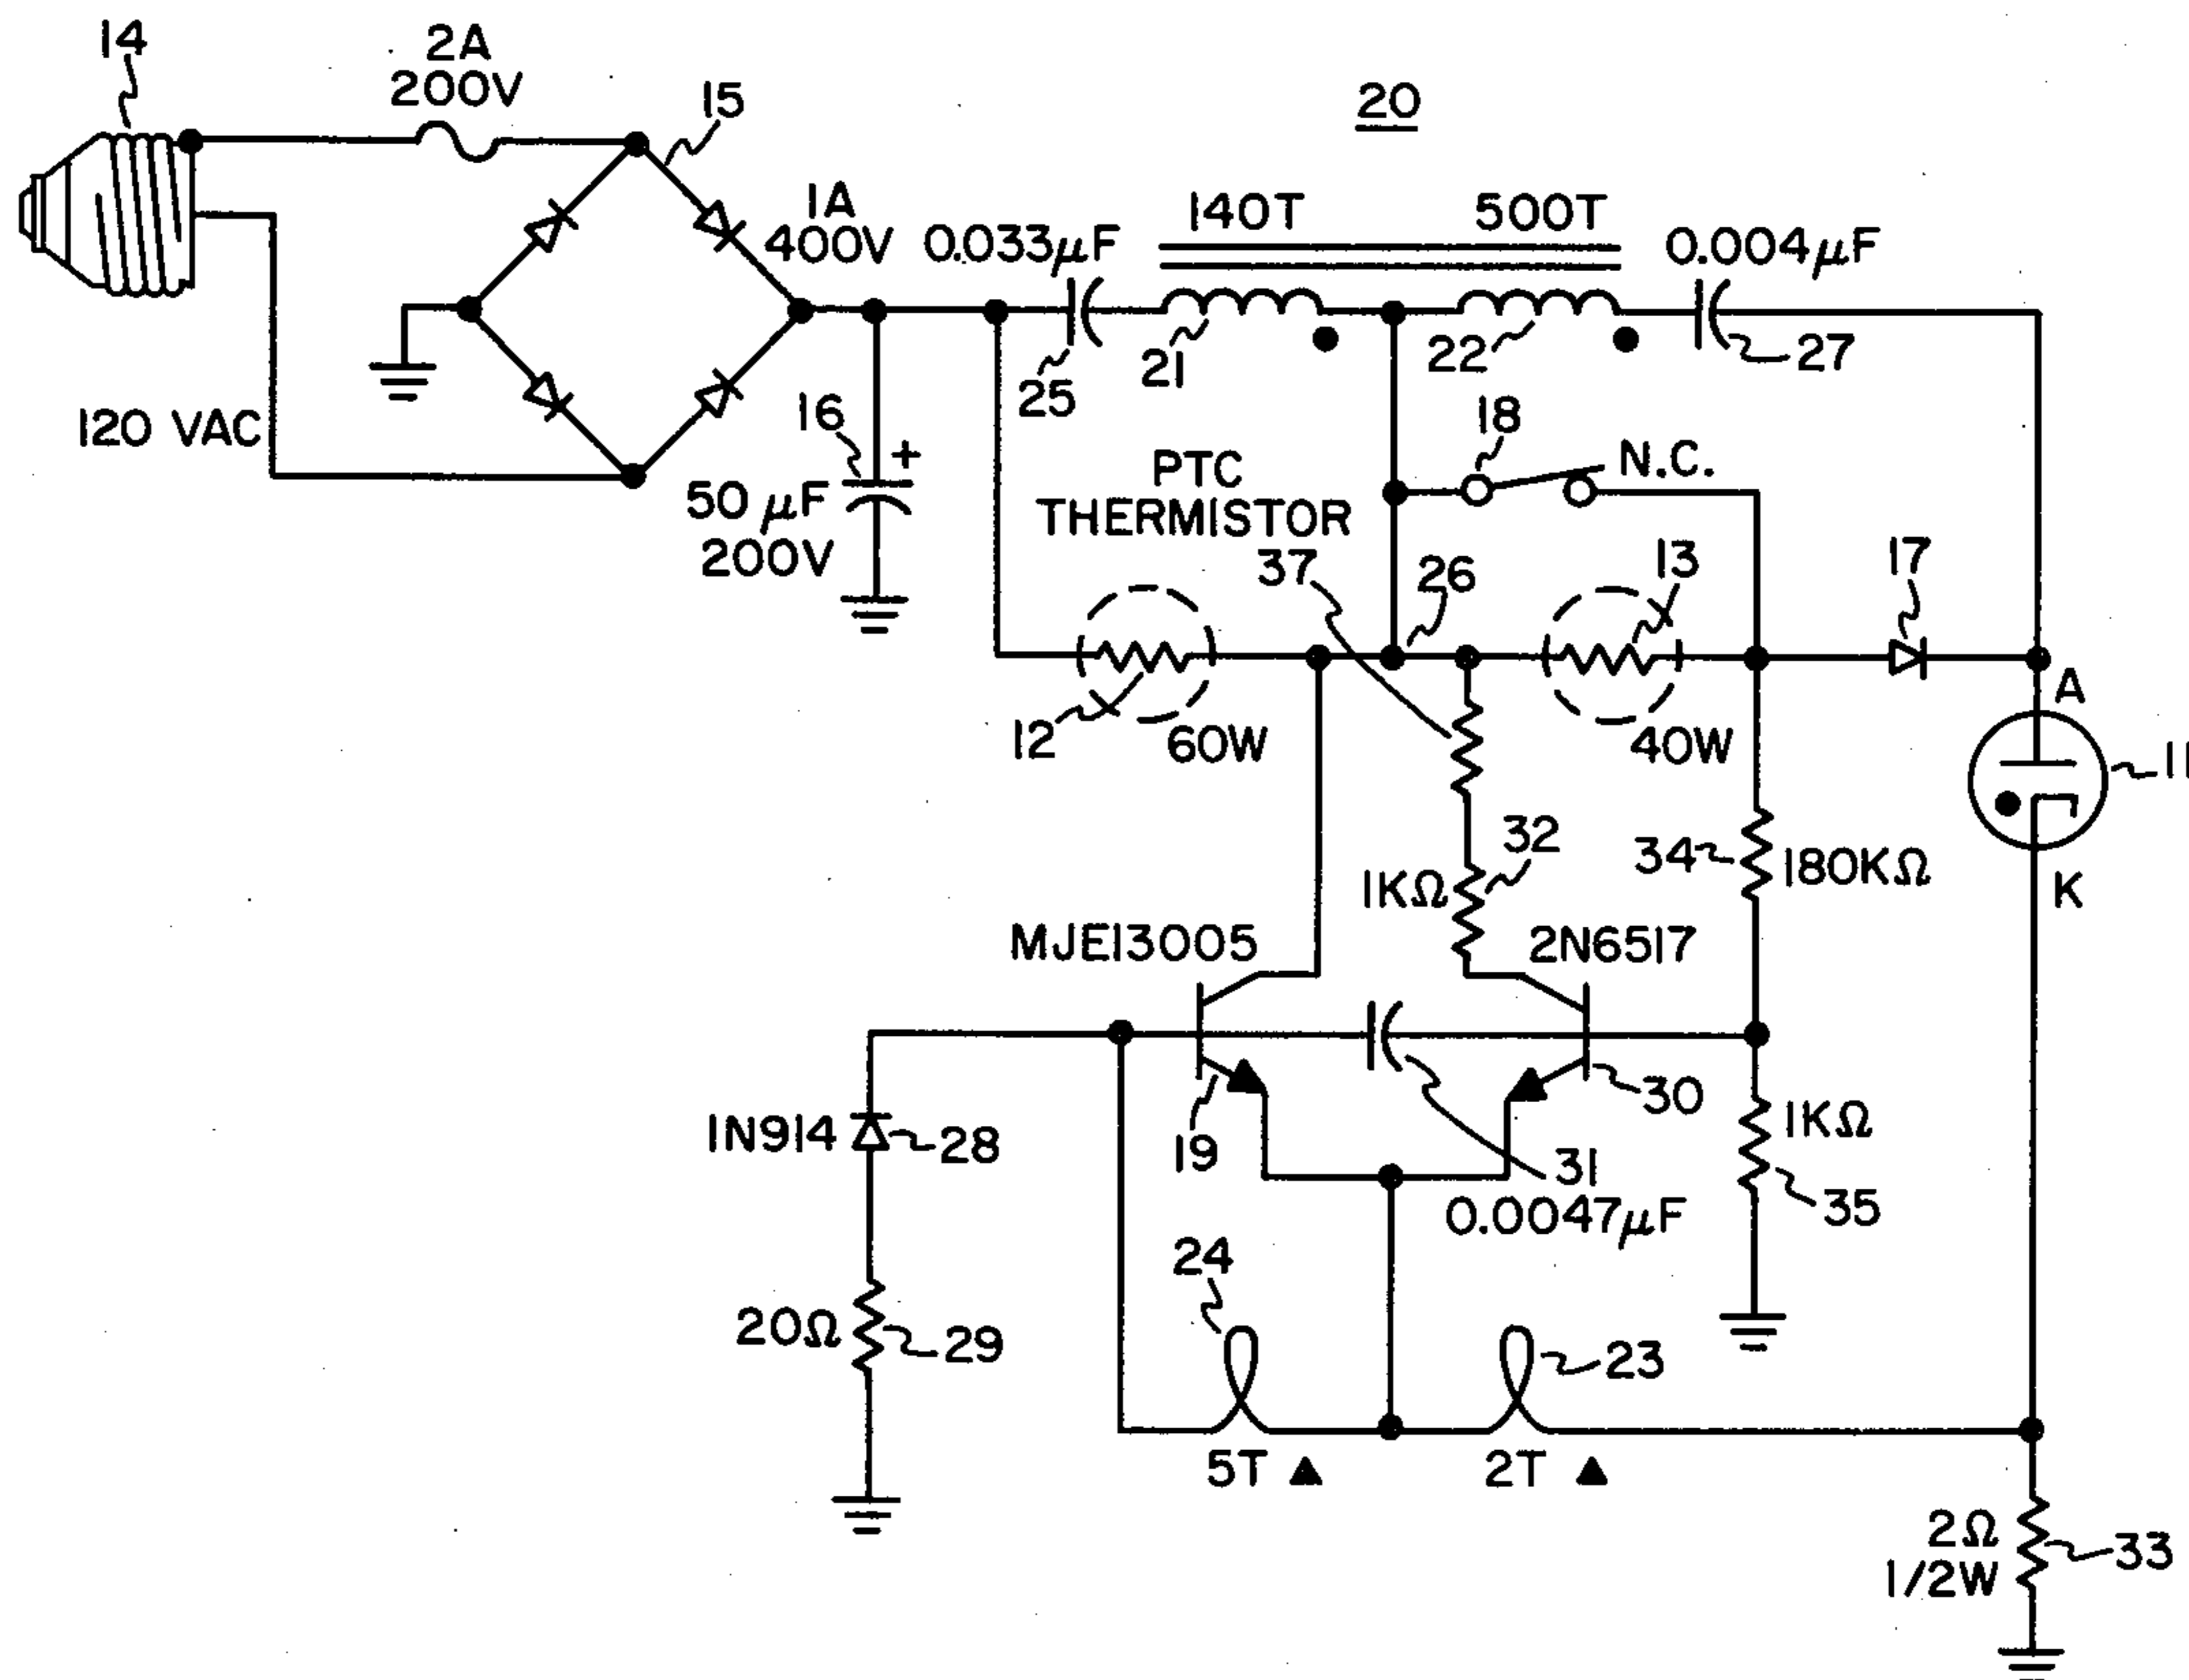 14
2A
200V
15
20
1A
400V
0.033μF
140T
500T
0.004μF
21
22
27
25
120 VAC
16
+
50 μF
200V
18
N.C.
PTC
THERMISTOR
37
26
13
17
A
12
60W
40W
11
32
1KΩ
34
180KΩ
K
MJE13005
2N6517
30
1N914
28
19
31
0.0047μF
1KΩ
35
24
23
20Ω
29
5T ▲
2T ▲
2Ω
1/2W
33